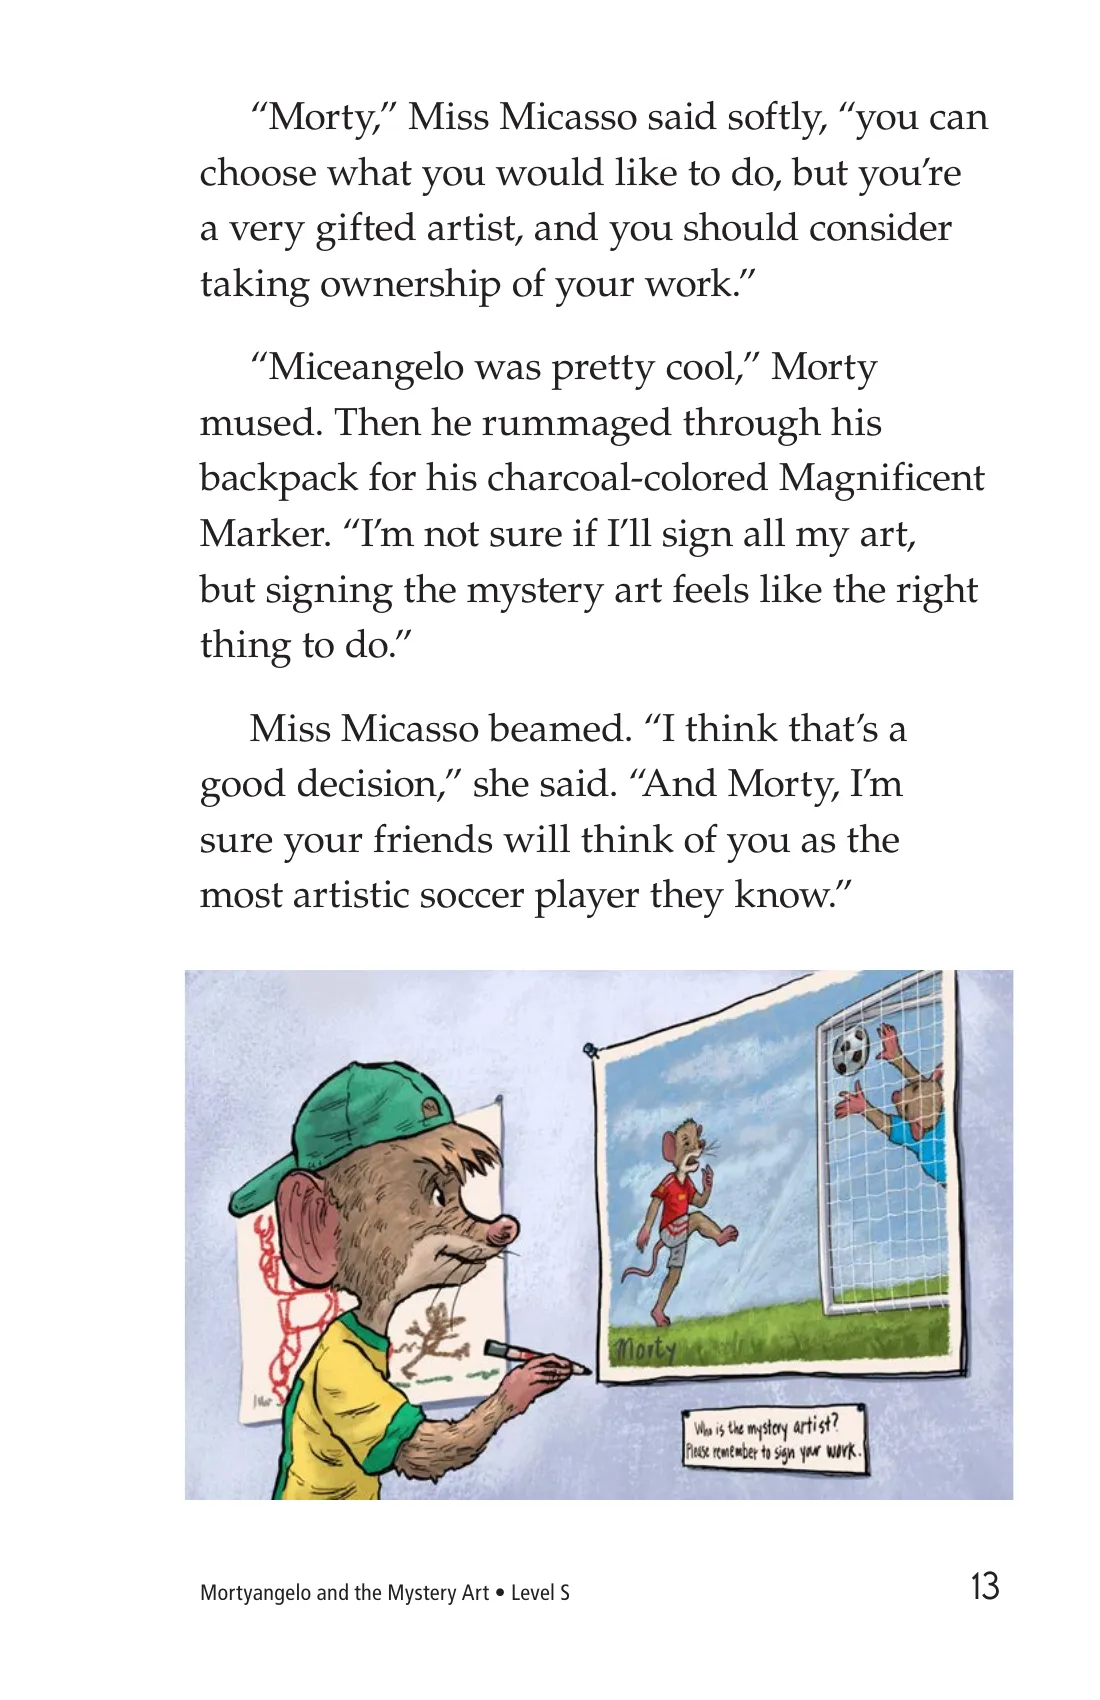 “Morty,” Miss Micasso said softly, “you can
choose what you would like to do, but you’re
a very gifted artist, and you should consider
taking ownership of your work.”
“Miceangelo was pretty cool,” Morty
mused. Then he rummaged through his
backpack for his charcoal-colored Magnificent
Marker. “I’m not sure if I’ll sign all my art,
but signing the mystery art feels like the right
thing to do.”
Miss Micasso beamed. “I think that’s a
good decision,” she said. “And Morty, I’m
sure your friends will think of you as the
most artistic soccer player they know.”
Morty
Who is the mystery artist?
Please remember to sign your work.
Mortyangelo and the Mystery Art • Level S
13